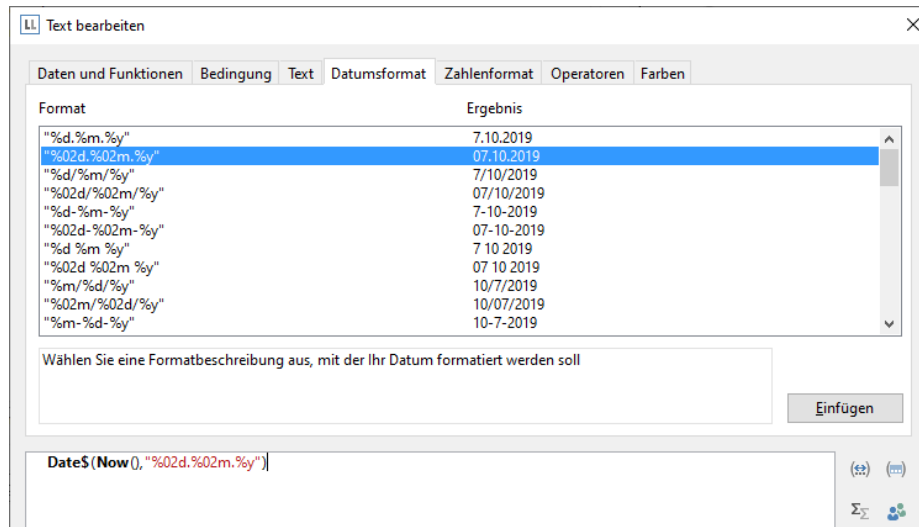 LL Text bearbeiten
Daten und Funktionen Bedingung Text Datumsformat Zahlenformat Operatoren Farben
Format Ergebnis
"%d.%m.%y" 7.10.2019
"%02d.%02m.%y" 07.10.2019
"%d/%m/%y" 7/10/2019
"%02d/%02m/%y" 07/10/2019
"%d-%m-%y" 7-10-2019
"%02d-%02m-%y" 07-10-2019
"%d %m %y" 7 10 2019
"%02d %02m %y" 07 10 2019
"%m/%d/%y" 10/7/2019
"%02m/%02d/%y" 10/07/2019
"%m-%d-%y" 10-7-2019
Wählen Sie eine Formatbeschreibung aus, mit der Ihr Datum formatiert werden soll
Einfügen
Date$(Now(),"%02d.%02m.%y")